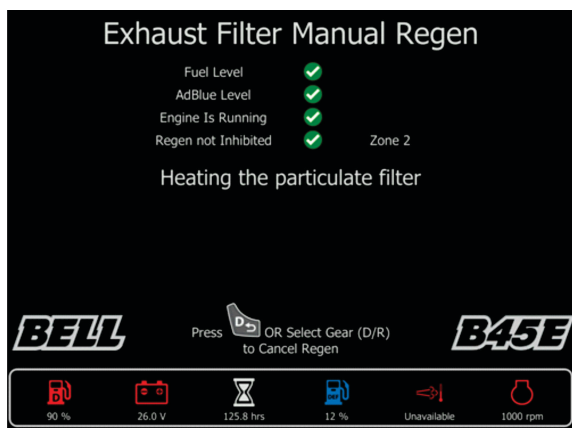 Exhaust Filter Manual Regen
Fuel Level
AdBlue Level
Engine Is Running
Regen not Inhibited Zone 2
Heating the particulate filter
Press D OR Select Gear (D/R)
to Cancel Regen
BELL B45E
D DEF
90 % 26.0 V 125.8 hrs 12 % Unavailable 1000 rpm